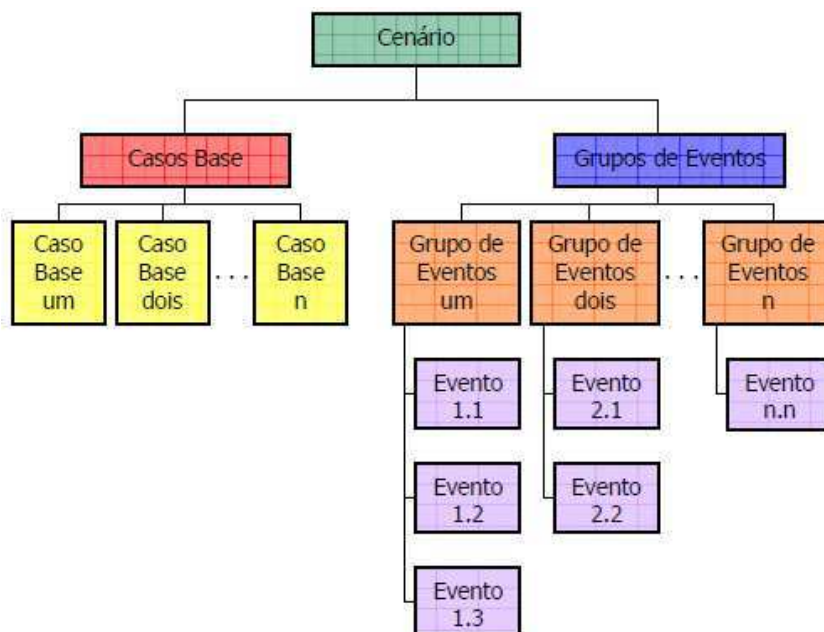 Cenário
Casos Base
Grupos de Eventos
Caso
Base
um
Caso
Base
dois
. . .
Caso
Base
n
Grupo de
Eventos
um
Grupo de
Eventos
dois
. . .
Grupo de
Eventos
n
Evento
1.1
Evento
2.1
Evento
n.n
Evento
1.2
Evento
2.2
Evento
1.3